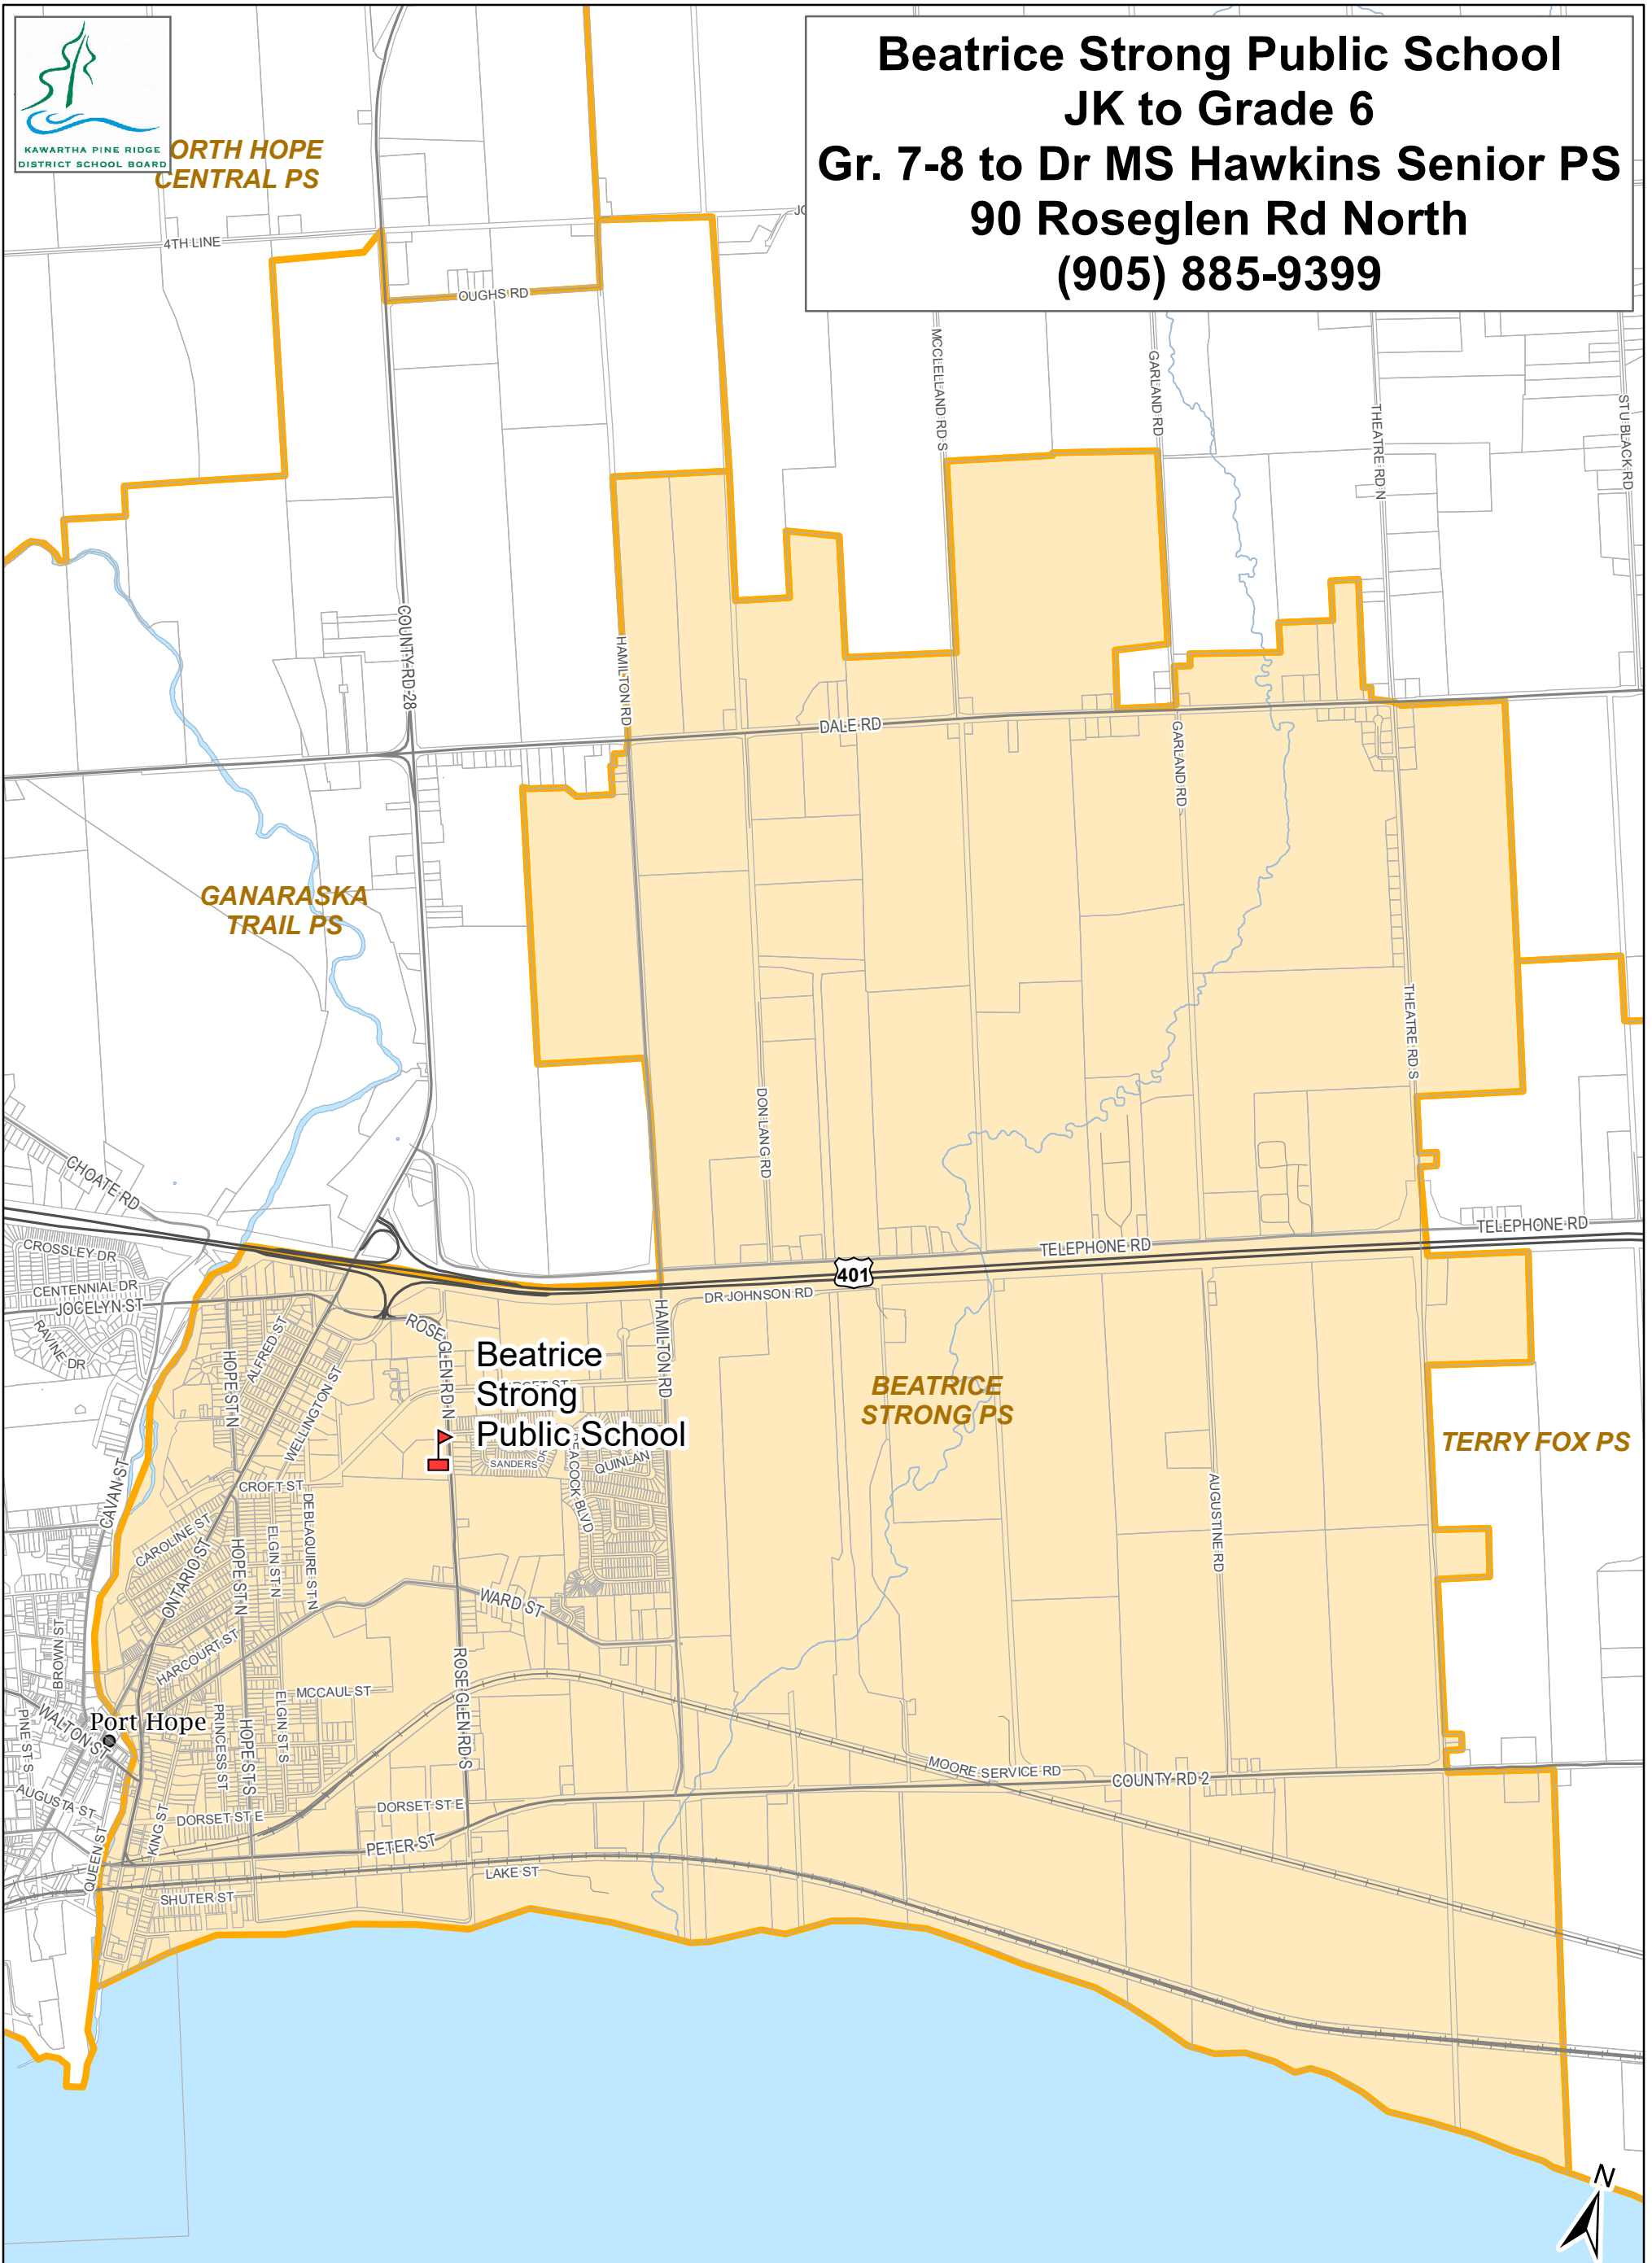 KAWARTHA PINE RIDGE
DISTRICT SCHOOL BOARD
Beatrice Strong Public School
JK to Grade 6
Gr. 7-8 to Dr MS Hawkins Senior PS
90 Roseglen Rd North
(905) 885-9399
ORTH HOPE
CENTRAL PS
4TH LINE
OUGHS RD
JO
MCCLELLAND RD S
GARLAND RD
THEATRE RD N
STU BLACK RD
COUNTY RD 28
HAMILTON RD
DALE RD
GARLAND RD
GANARASKA
TRAIL PS
THEATRE RD S
DON LANG RD
CHOATE RD
CROSSLEY DR
CENTENNIAL DR
JOCELYN ST
RAVINE DR
TELEPHONE RD
TELEPHONE RD
401
DR JOHNSON RD
ROSEGLEN RD N
HAMILTON RD
HOPE ST N
ALFRED ST
WELLINGTON ST
Beatrice
Strong
Public School
SANDERS DR
PEACOCK BLVD
QUINLAN
BEATRICE
STRONG PS
TERRY FOX PS
CAVAN ST
CROFT ST
CAROLINE ST
ONTARIO ST
HOPE ST N
ELGIN ST N
DEBLAQUIRE ST N
AUGUSTINE RD
WARD ST
HARCOURT ST
BROWN ST
MCCAUL ST
ROSEGLEN RD S
WALTON ST
Port Hope
PINE ST S
PRINCESS ST
HOPE ST S
ELGIN ST S
MOORE SERVICE RD
COUNTY RD 2
AUGUSTA ST
KING ST
DORSET ST E
DORSET ST E
QUEEN ST
PETER ST
LAKE ST
SHUTER ST
N